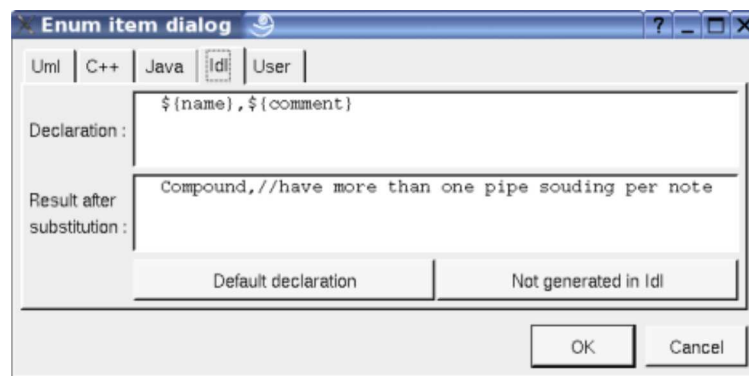 Enum item dialog
Uml C++ Java Idl User
Declaration :
${name},${comment}
Result after
substitution :
Compound,//have more than one pipe souding per note
Default declaration Not generated in Idl
OK Cancel